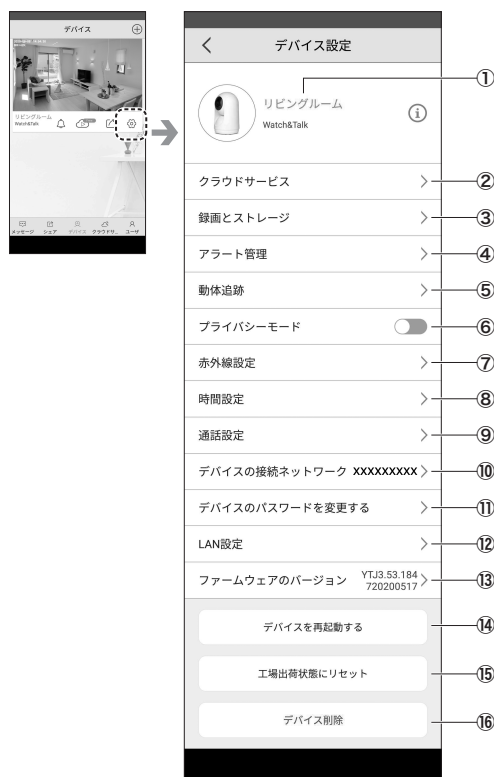 デバイス
リビングルーム
Watch&Talk
メッセージ
シェア
デバイス
クラウドサ...
ユーザ
デバイス設定
リビングルーム
Watch&Talk
①
クラウドサービス
②
録画とストレージ
③
アラート管理
④
動体追跡
⑤
プライバシーモード
⑥
赤外線設定
⑦
時間設定
⑧
通話設定
⑨
デバイスの接続ネットワーク XXXXXXXXX
⑩
デバイスのパスワードを変更する
⑪
LAN設定
⑫
ファームウェアのバージョン YTJ3.53.184
720200517
⑬
デバイスを再起動する
⑭
工場出荷状態にリセット
⑮
デバイス削除
⑯